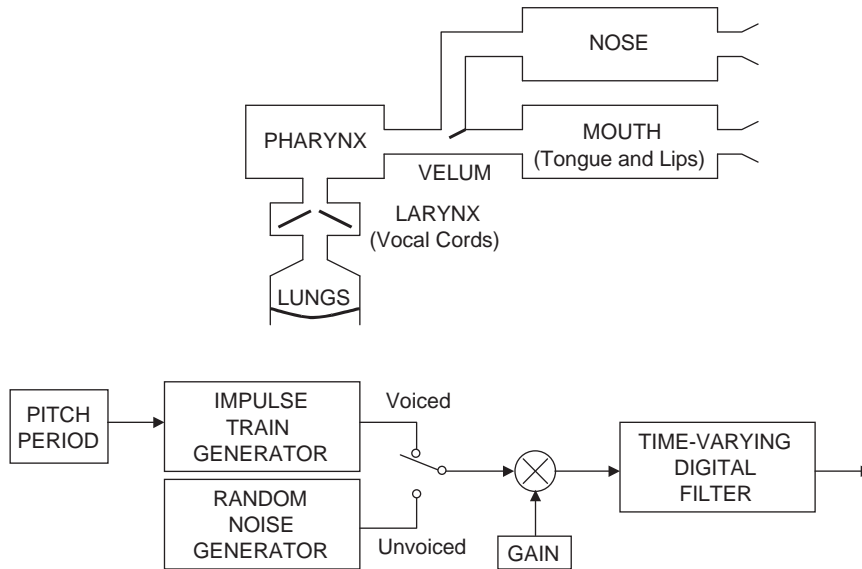 NOSE
PHARYNX
MOUTH
(Tongue and Lips)
VELUM
LARYNX
(Vocal Cords)
LUNGS
PITCH
PERIOD
IMPULSE
TRAIN
GENERATOR
Voiced
RANDOM
NOISE
GENERATOR
Unvoiced
GAIN
TIME-VARYING
DIGITAL
FILTER